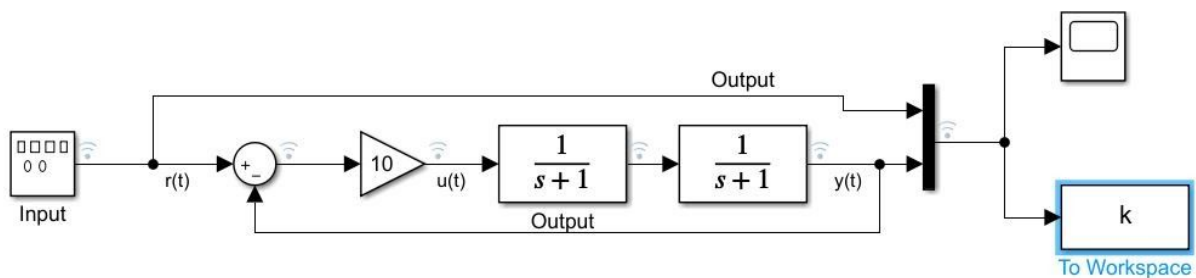 Output
Input
r(t)
+
−
10
u(t)
1
s + 1
1
s + 1
y(t)
Output
k
To Workspace